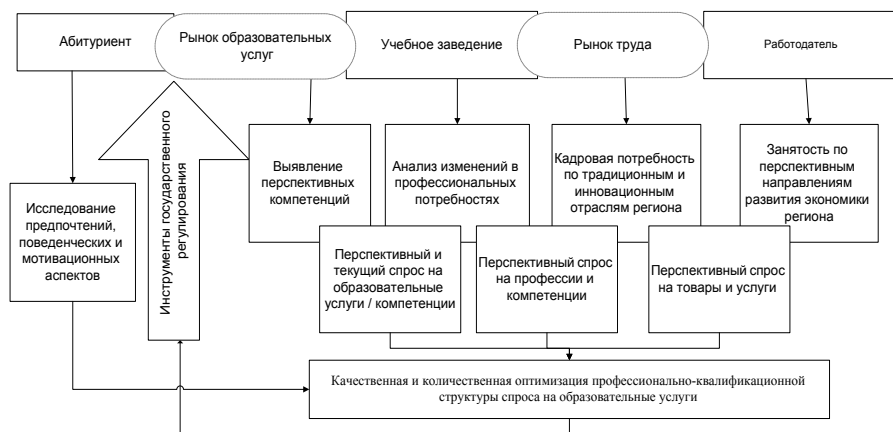 Абитуриент
Рынок образовательных
услуг
Учебное заведение
Рынок труда
Работодатель
Инструменты государственного
регулирования
Выявление
перспективных
компетенций
Анализ изменений в
профессиональных
потребностях
Кадровая потребность
по традиционным и
инновационным
отраслям региона
Занятость по
перспективным
направлениям
развития экономики
региона
Исследование
предпочтений,
поведенческих и
мотивационных
аспектов
Перспективный и
текущий спрос на
образовательные
услуги / компетенции
Перспективный спрос
на профессии и
компетенции
Перспективный спрос
на товары и услуги
Качественная и количественная оптимизация профессионально-квалификационной
структуры спроса на образовательные услуги